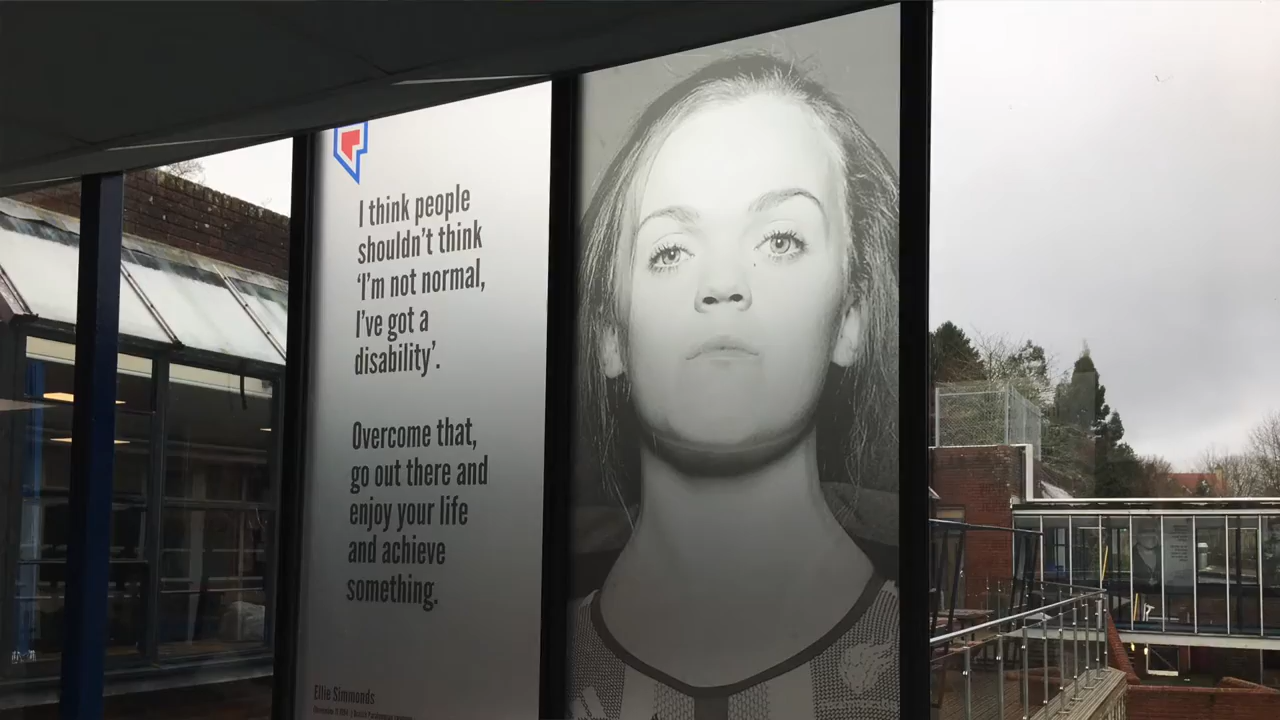 I think people
shouldn't think
‘I'm not normal,
I've got a
disability’.
Overcome that,
go out there and
enjoy your life
and achieve
something.
Ellie Simmonds